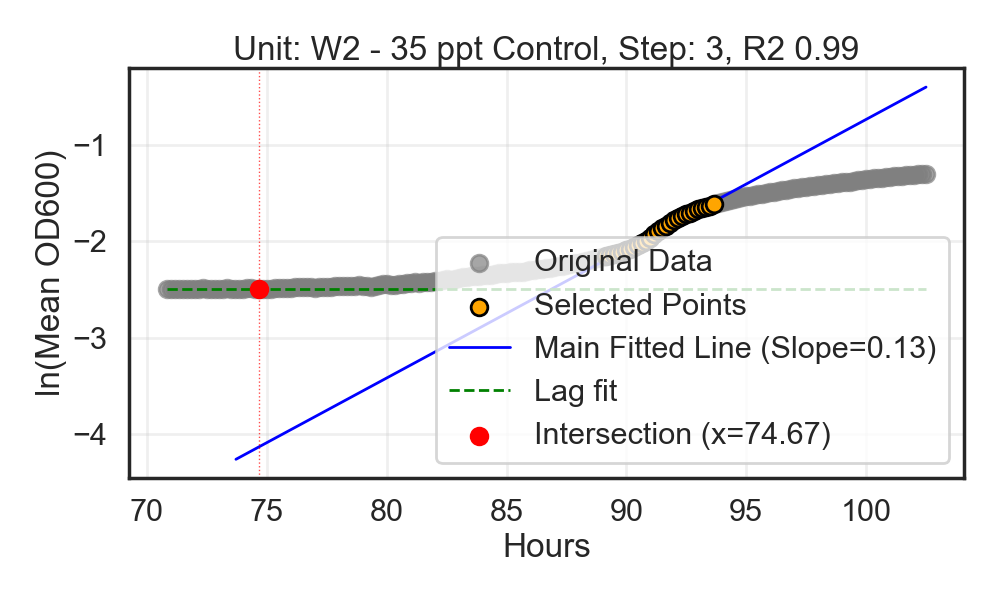 Unit: W2 - 35 ppt Control, Step: 3, R2 0.99
ln(Mean OD600)
−1
−2
−3
−4
Original Data
Selected Points
Main Fitted Line (Slope=0.13)
Lag fit
Intersection (x=74.67)
70 75 80 85 90 95 100
Hours